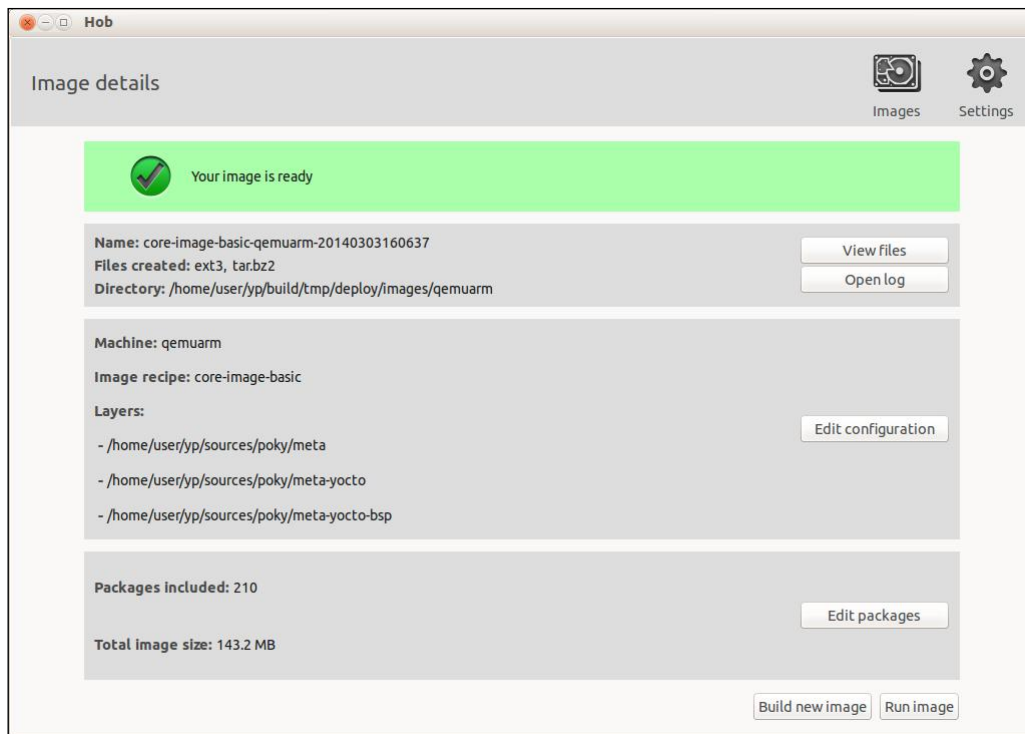 Hob
Image details
Images
Settings
Your image is ready
Name: core-image-basic-qemuarm-20140303160637
Files created: ext3, tar.bz2
Directory: /home/user/yp/build/tmp/deploy/images/qemuarm
View files
Open log
Machine: qemuarm
Image recipe: core-image-basic
Layers:
- /home/user/yp/sources/poky/meta
- /home/user/yp/sources/poky/meta-yocto
- /home/user/yp/sources/poky/meta-yocto-bsp
Edit configuration
Packages included: 210
Total image size: 143.2 MB
Edit packages
Build new image
Run image